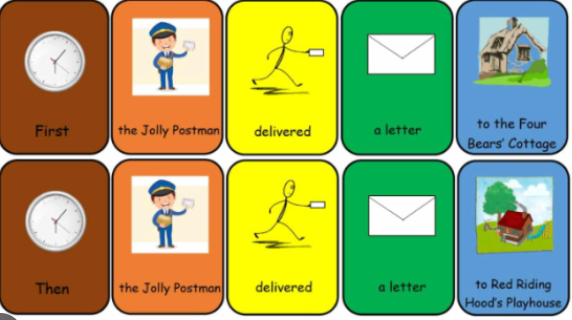 First
the Jolly Postman
delivered
a letter
to the Four
Bears' Cottage
Then
the Jolly Postman
delivered
a letter
to Red Riding
Hood's Playhouse